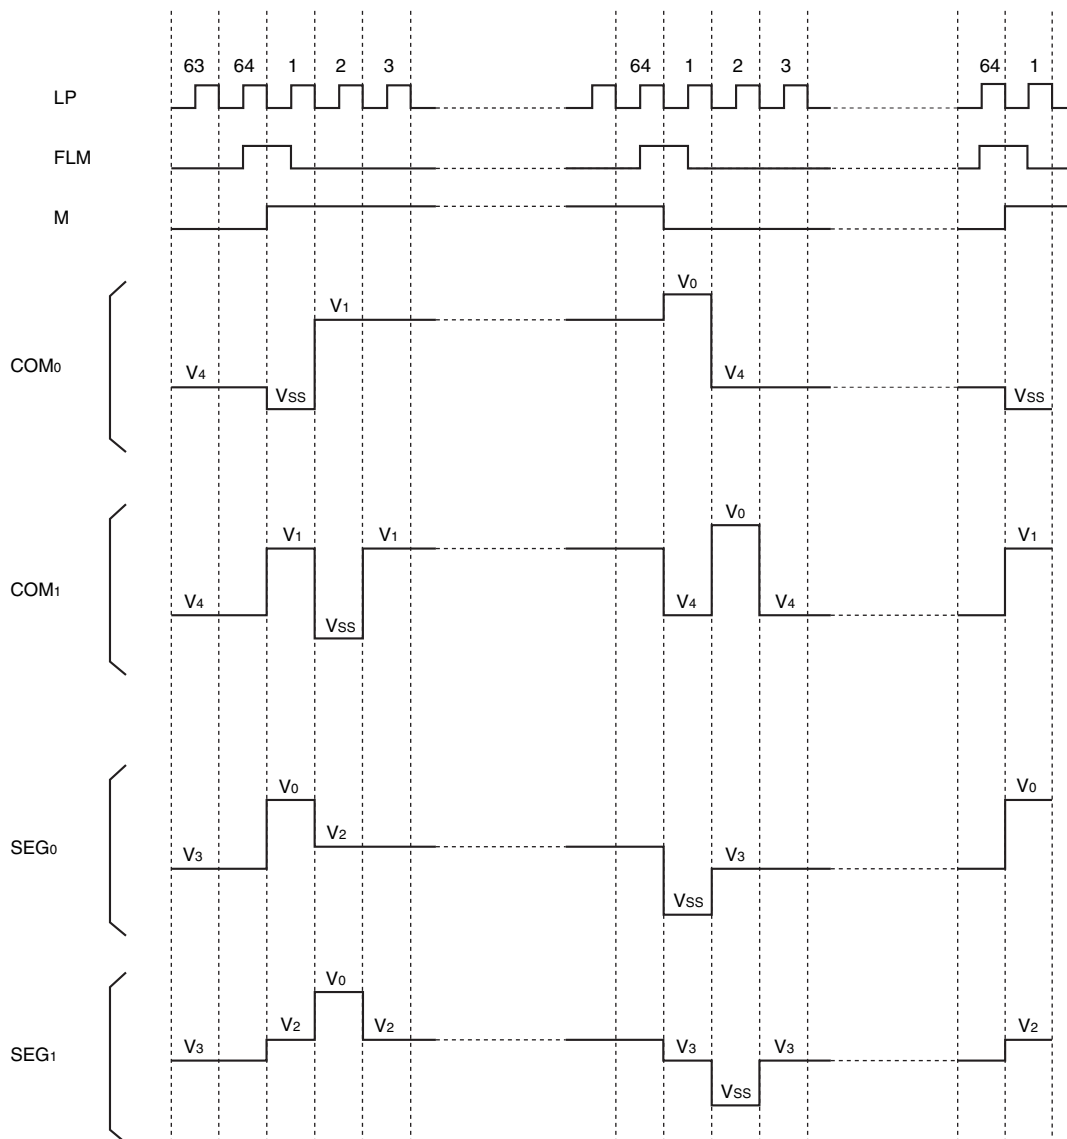 63 64 1 2 3 64 1 2 3 64 1
LP
FLM
M
V0
V1
COM0 V4 V4
VSS VSS
V0
V1 V1 V1
COM1 V4 V4 V4
VSS
V0 V0
V2
SEG0 V3 V3
VSS
V0
V2 V2 V2
SEG1 V3 V3 V3
VSS